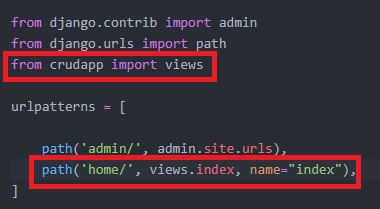 from django.contrib import admin
from django.urls import path
from crudapp import views
urlpatterns = [
path('admin/', admin.site.urls),
path('home/', views.index, name="index"),
]